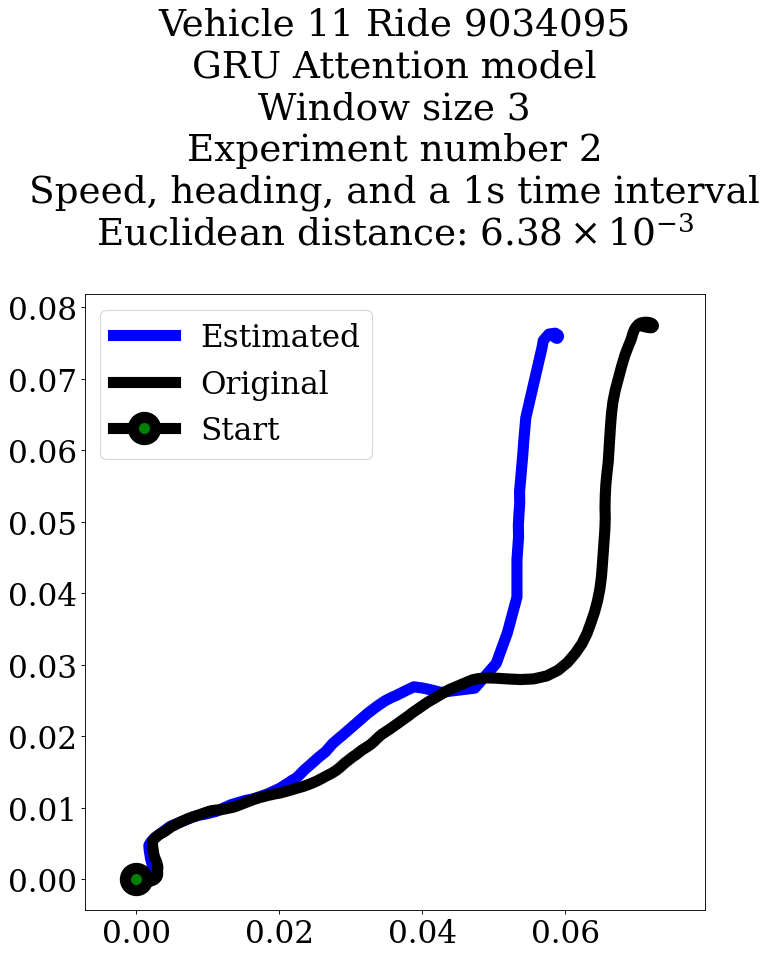 Vehicle 11 Ride 9034095
GRU Attention model
Window size 3
Experiment number 2
Speed, heading, and a 1s time interval
Euclidean distance: 6.38 × 10⁻³
0.08
0.07
0.06
0.05
0.04
0.03
0.02
0.01
0.00
Estimated
Original
Start
0.00 0.02 0.04 0.06